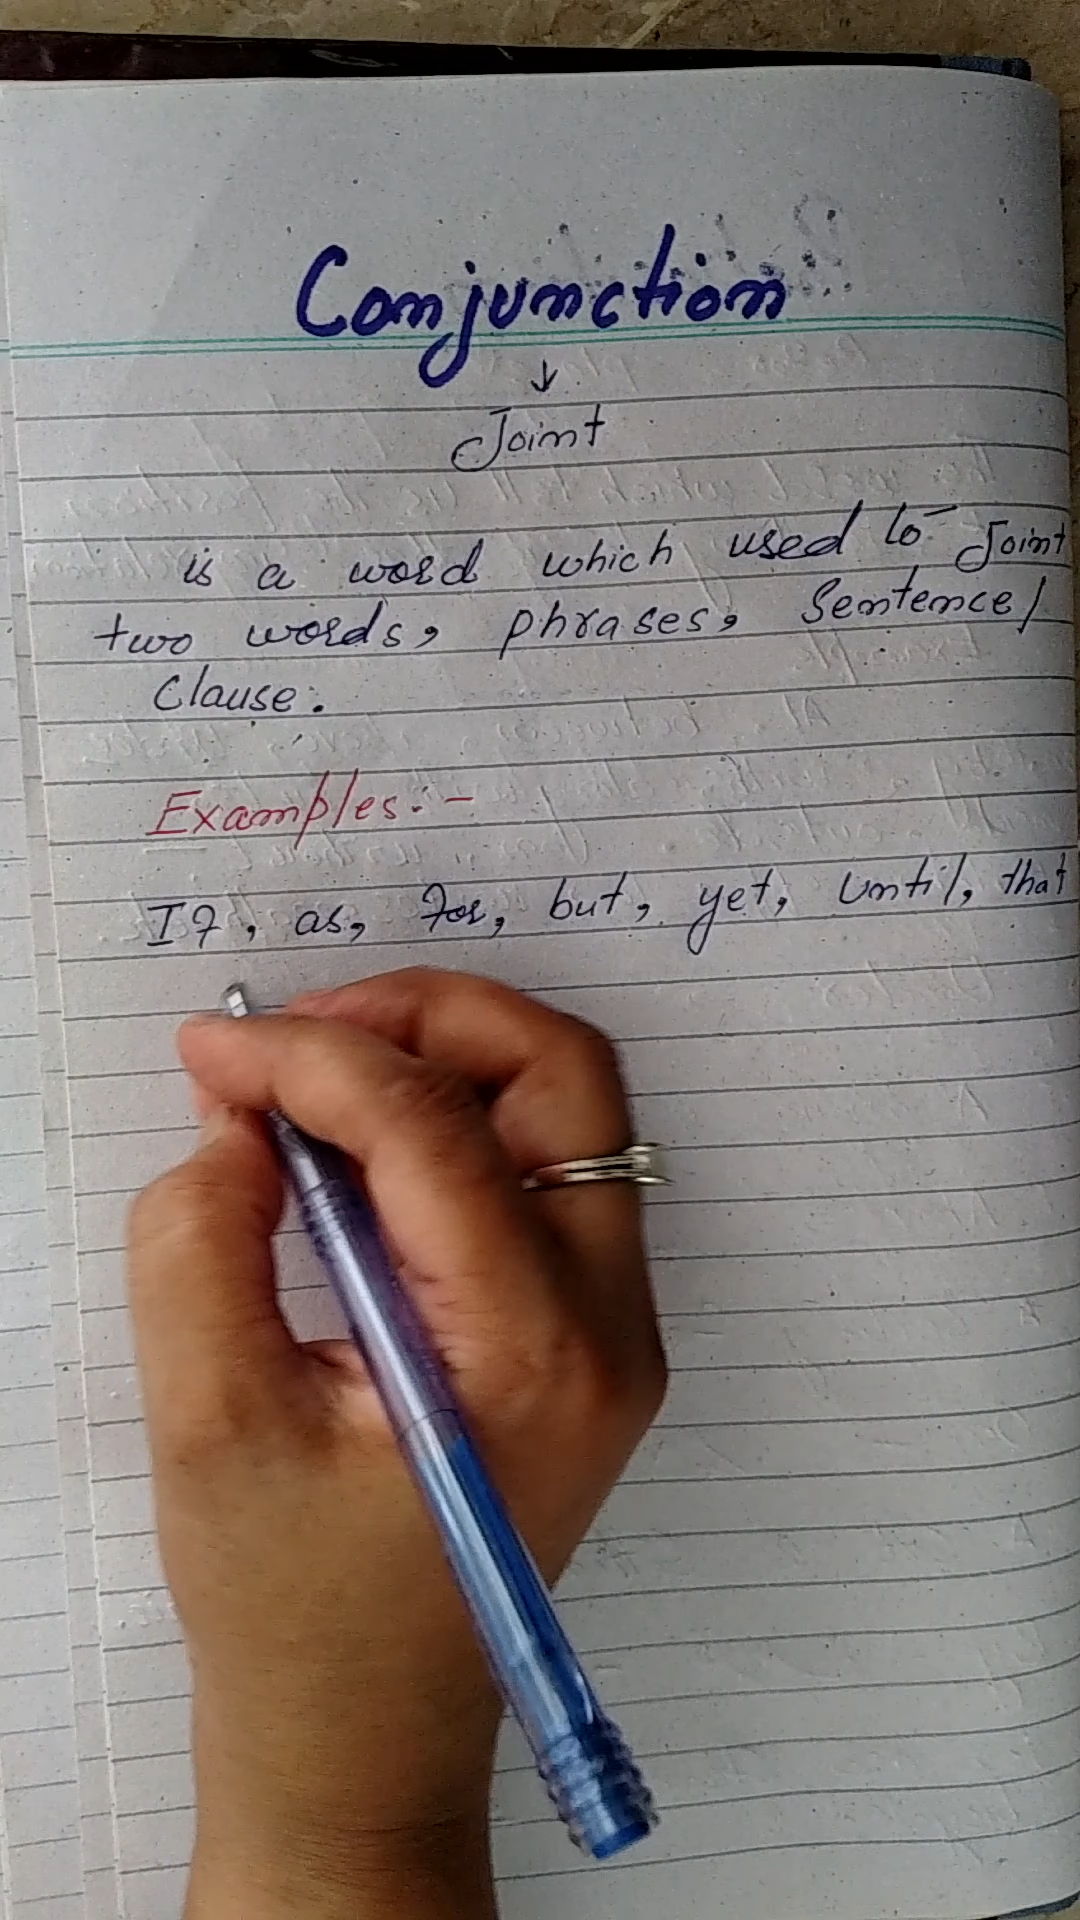 Conjunction
↓
Joint
is a word which used to Joint
two words, phrases, Sentence/
Clause.
Examples:-
If, as, For, but, yet, Until, that